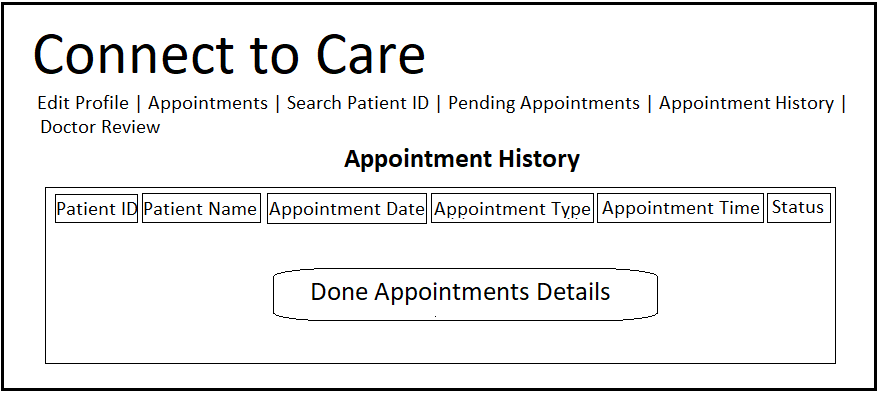 Connect to Care
Edit Profile | Appointments | Search Patient ID | Pending Appointments | Appointment History |
Doctor Review
Appointment History
Patient ID Patient Name Appointment Date Appointment Type Appointment Time Status
Done Appointments Details